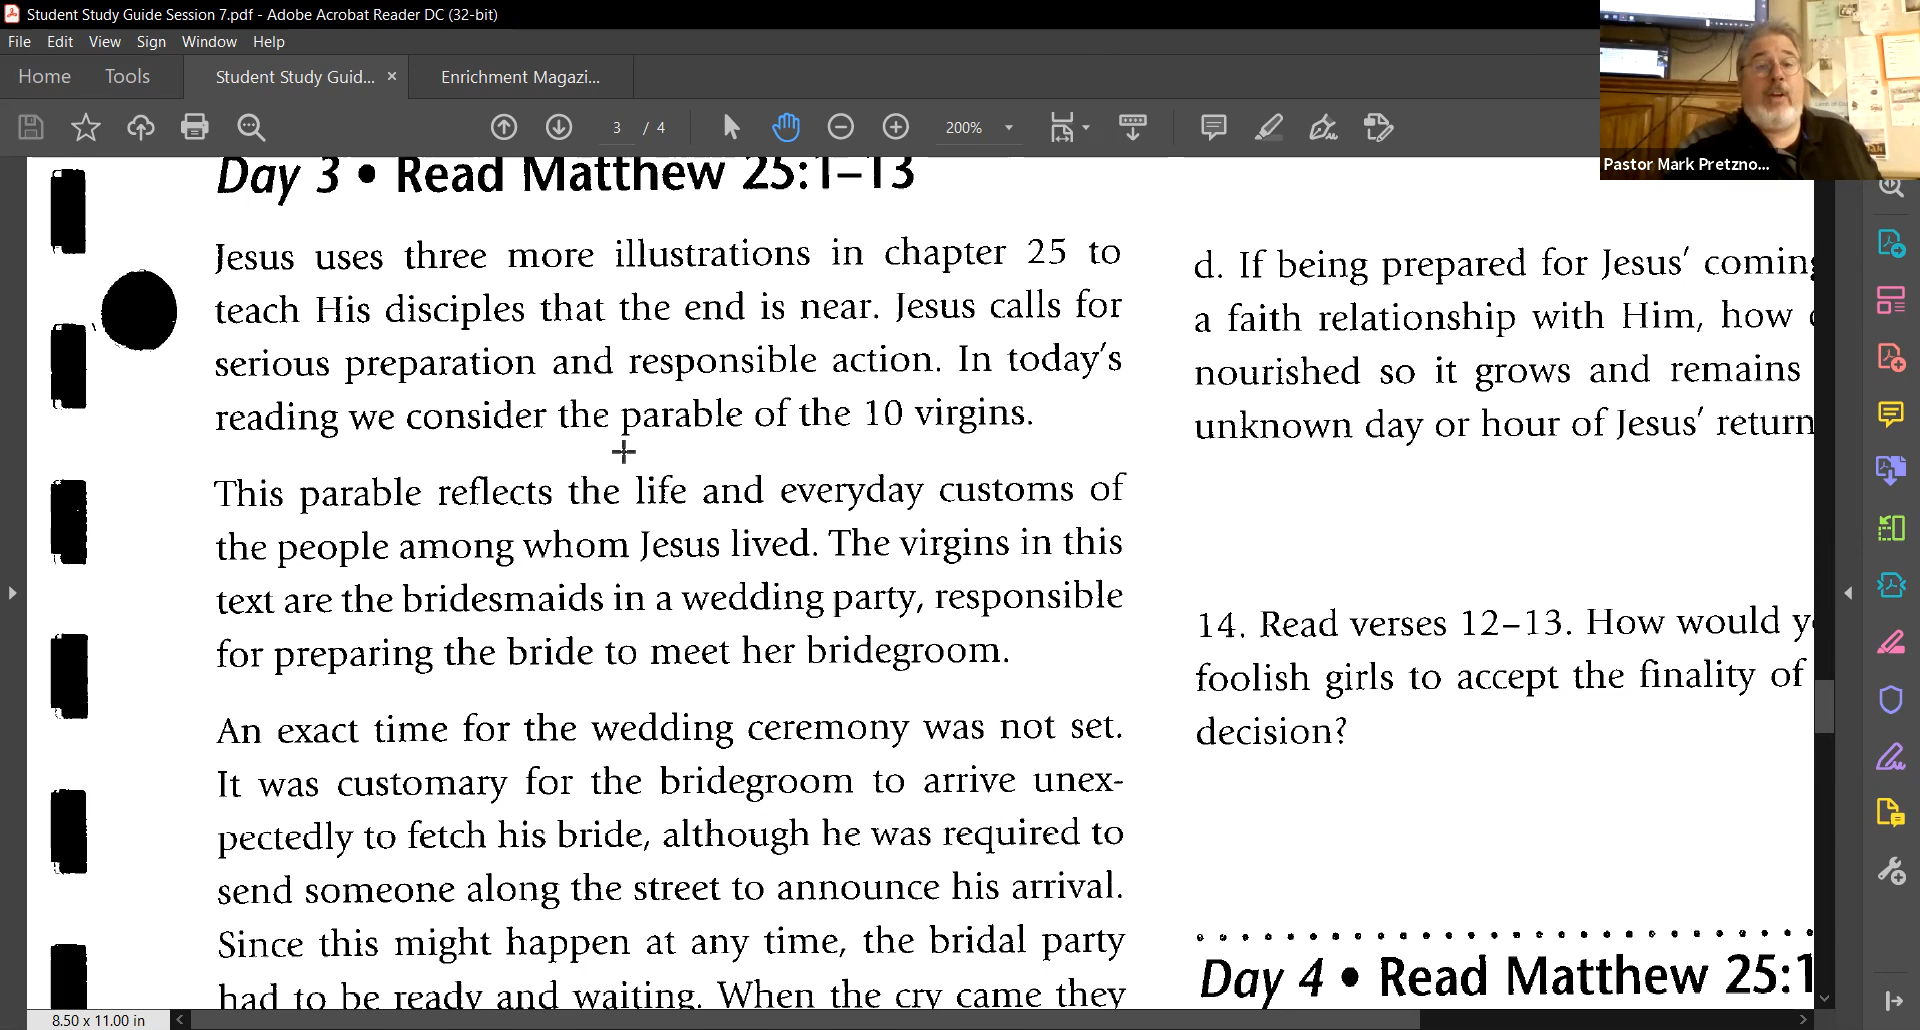 Student Study Guide Session 7.pdf - Adobe Acrobat Reader DC (32-bit)
File Edit View Sign Window Help
Home Tools Student Study Guid... × Enrichment Magazi...
3 / 4 200%
Pastor Mark Pretzno...
Day 3 • Read Matthew 25:1–13
Jesus uses three more illustrations in chapter 25 to
teach His disciples that the end is near. Jesus calls for
serious preparation and responsible action. In today's
reading we consider the parable of the 10 virgins.
This parable reflects the life and everyday customs of
the people among whom Jesus lived. The virgins in this
text are the bridesmaids in a wedding party, responsible
for preparing the bride to meet her bridegroom.
An exact time for the wedding ceremony was not set.
It was customary for the bridegroom to arrive unex-
pectedly to fetch his bride, although he was required to
send someone along the street to announce his arrival.
Since this might happen at any time, the bridal party
had to be ready and waiting. When the cry came they
d. If being prepared for Jesus' coming
a faith relationship with Him, how
nourished so it grows and remains
unknown day or hour of Jesus' return
14. Read verses 12–13. How would y
foolish girls to accept the finality of
decision?
Day 4 • Read Matthew 25:1
8.50 x 11.00 in